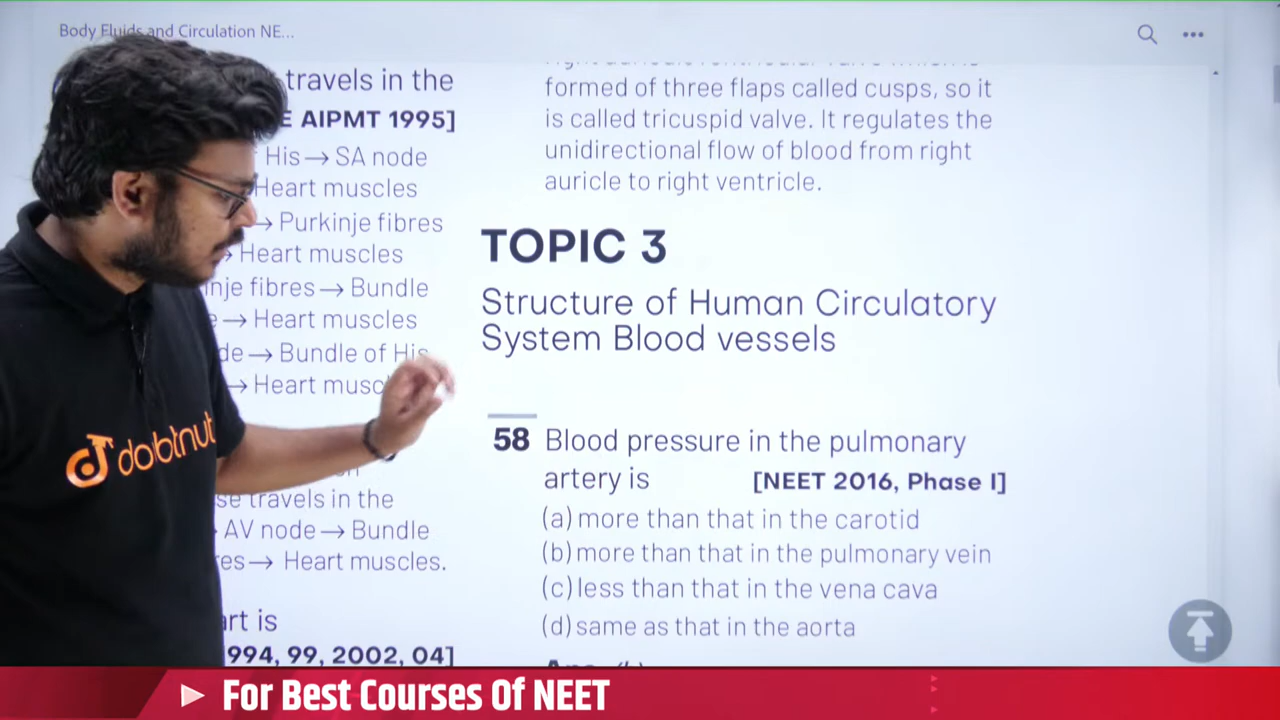 Body Fluids and Circulation NE...
travels in the
E AIPMT 1995]
His→ SA node
Heart muscles
→ Purkinje fibres
Heart muscles
nje fibres→ Bundle
→ Heart muscles
de→ Bundle of His
→ Heart musc
se travels in the
AV node→ Bundle
res→ Heart muscles.
art is
994, 99, 2002, 04]
formed of three flaps called cusps, so it
is called tricuspid valve. It regulates the
unidirectional flow of blood from right
auricle to right ventricle.
TOPIC 3
Structure of Human Circulatory
System Blood vessels
58 Blood pressure in the pulmonary
artery is [NEET 2016, Phase I]
(a) more than that in the carotid
(b) more than that in the pulmonary vein
(c) less than that in the vena cava
(d) same as that in the aorta
doubtnut
For Best Courses Of NEET